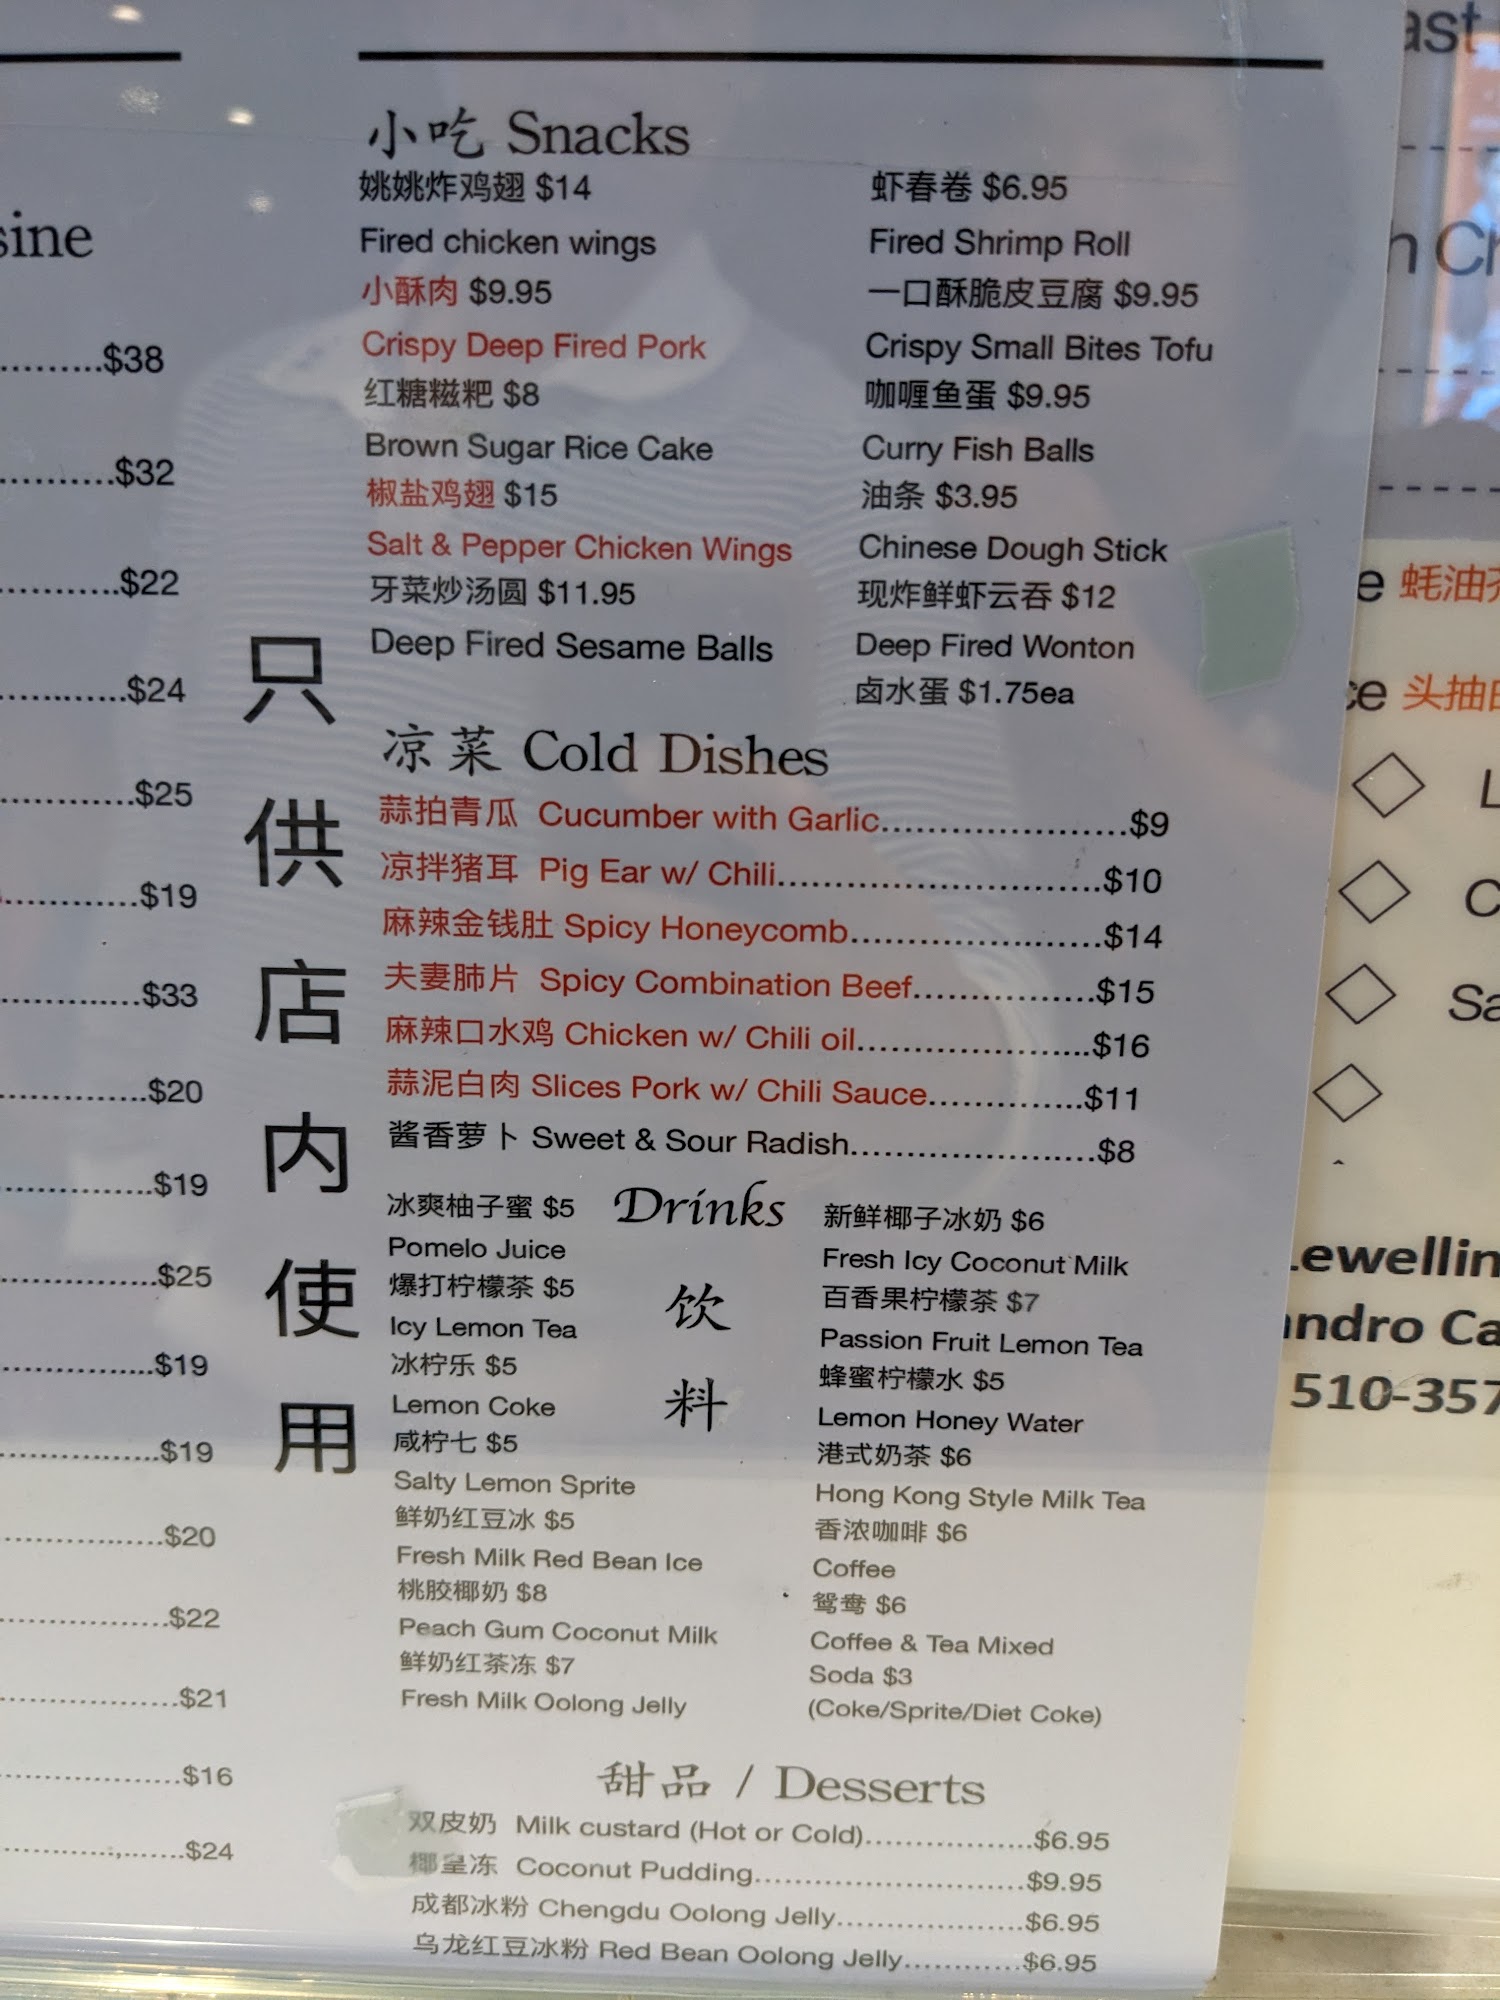 sine
$38
$32
$22
$24
$25
$19
$33
$20
$19
$25
$19
$19
$20
$22
$21
$16
$24
只供店内使用
小吃 Snacks
姚姚炸鸡翅 $14
Fired chicken wings
小酥肉 $9.95
Crispy Deep Fired Pork
红糖糍粑 $8
Brown Sugar Rice Cake
椒盐鸡翅 $15
Salt & Pepper Chicken Wings
牙菜炒汤圆 $11.95
Deep Fired Sesame Balls
虾春卷 $6.95
Fired Shrimp Roll
一口酥脆皮豆腐 $9.95
Crispy Small Bites Tofu
咖喱鱼蛋 $9.95
Curry Fish Balls
油条 $3.95
Chinese Dough Stick
现炸鲜虾云吞 $12
Deep Fired Wonton
卤水蛋 $1.75ea
凉菜 Cold Dishes
蒜拍青瓜 Cucumber with Garlic........................$9
凉拌猪耳 Pig Ear w/ Chili................................$10
麻辣金钱肚 Spicy Honeycomb.........................$14
夫妻肺片 Spicy Combination Beef..................$15
麻辣口水鸡 Chicken w/ Chili oil.......................$16
蒜泥白肉 Slices Pork w/ Chili Sauce...............$11
酱香萝卜 Sweet & Sour Radish........................$8
Drinks
饮料
冰爽柚子蜜 $5
Pomelo Juice
爆打柠檬茶 $5
Icy Lemon Tea
冰柠乐 $5
Lemon Coke
咸柠七 $5
Salty Lemon Sprite
鲜奶红豆冰 $5
Fresh Milk Red Bean Ice
桃胶椰奶 $8
Peach Gum Coconut Milk
鲜奶红茶冻 $7
Fresh Milk Oolong Jelly
新鲜椰子冰奶 $6
Fresh Icy Coconut Milk
百香果柠檬茶 $7
Passion Fruit Lemon Tea
蜂蜜柠檬水 $5
Lemon Honey Water
港式奶茶 $6
Hong Kong Style Milk Tea
香浓咖啡 $6
Coffee
鸳鸯 $6
Coffee & Tea Mixed
Soda $3
(Coke/Sprite/Diet Coke)
甜品 / Desserts
双皮奶 Milk custard (Hot or Cold)..................$6.95
椰皇冻 Coconut Pudding............................$9.95
成都冰粉 Chengdu Oolong Jelly...................$6.95
乌龙红豆冰粉 Red Bean Oolong Jelly............$6.95
ast
n Ch
e 蚝油
ce 头抽
L
C
Sa
Lewellin
andro Ca
510-357